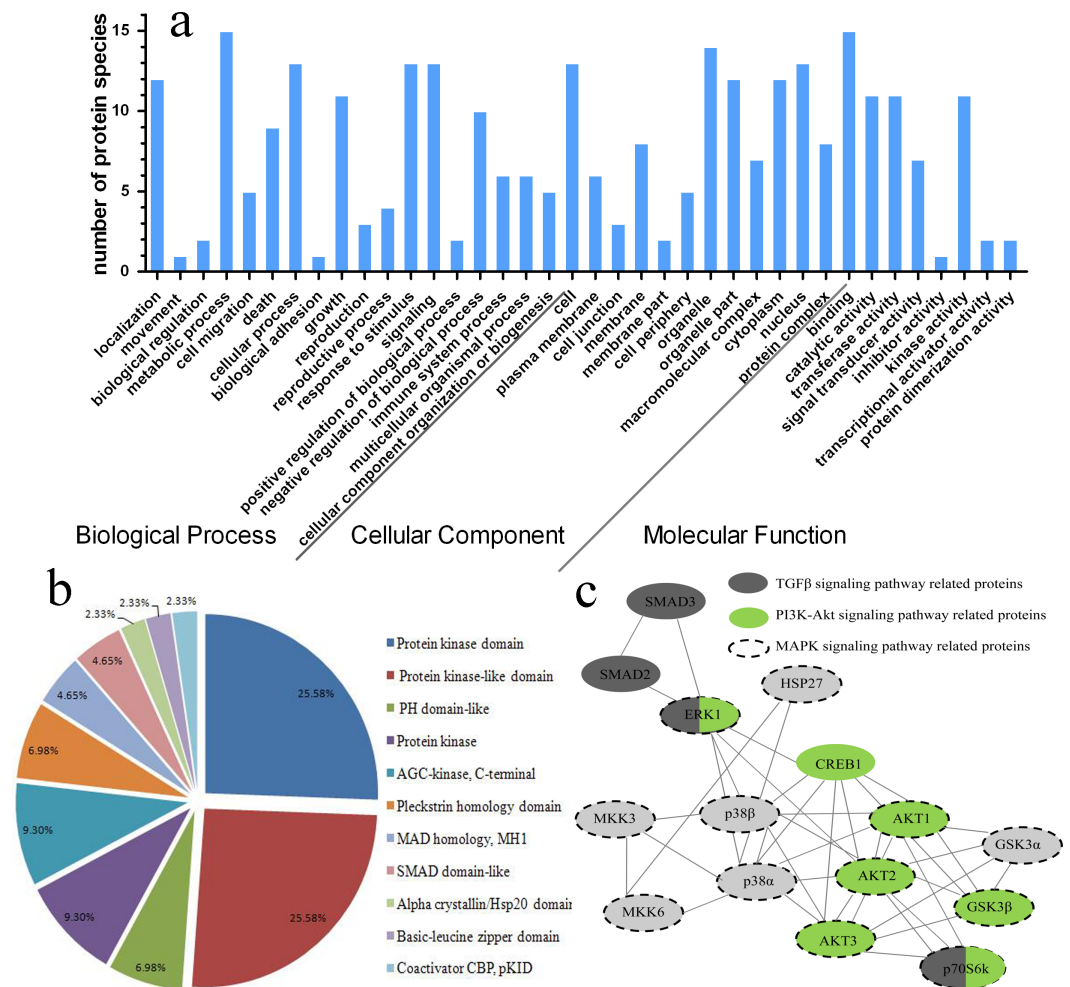 a
number of protein species
15
10
5
0
localization
movement
biological regulation
metabolic process
cell migration
death
cellular process
biological adhesion
growth
reproduction
reproductive process
response to stimulus
signaling
positive regulation of biological process
negative regulation of biological process
immune system process
multicellular organismal process
cellular component organization or biogenesis
cell
plasma membrane
cell junction
membrane
membrane part
cell periphery
organelle
organelle part
macromolecular complex
cytoplasm
nucleus
protein complex
binding
catalytic activity
transferase activity
signal transducer activity
inhibitor activity
kinase activity
transcriptional activator activity
protein dimerization activity
Biological Process
Cellular Component
Molecular Function
b
2.33%
2.33%
2.33%
4.65%
4.65%
6.98%
9.30%
9.30%
6.98%
25.58%
25.58%
Protein kinase domain
Protein kinase-like domain
PH domain-like
Protein kinase
AGC-kinase, C-terminal
Pleckstrin homology domain
MAD homology, MH1
SMAD domain-like
Alpha crystallin/Hsp20 domain
Basic-leucine zipper domain
Coactivator CBP, pKID
c
TGFβ signaling pathway related proteins
PI3K-Akt signaling pathway related proteins
MAPK signaling pathway related proteins
SMAD3
SMAD2
HSP27
ERK1
CREB1
MKK3
p38β
AKT1
GSK3α
p38α
AKT2
MKK6
GSK3β
AKT3
p70S6k